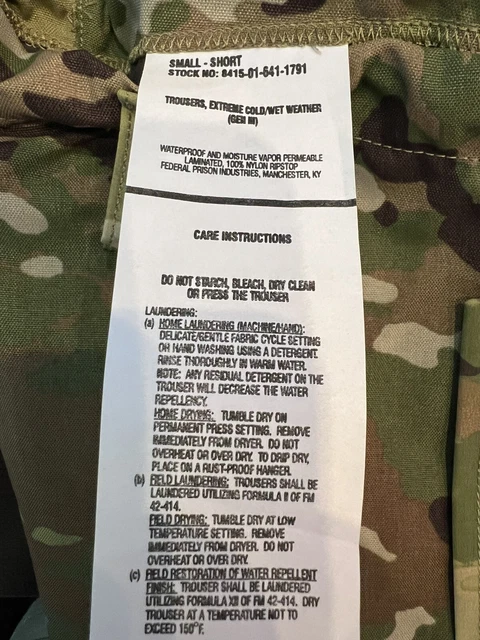 SMALL - SHORT
STOCK NO: 8415-01-641-1791
TROUSERS, EXTREME COLD/WET WEATHER
(GEN III)
WATERPROOF AND MOISTURE VAPOR PERMEABLE
LAMINATED, 100% NYLON RIPSTOP
FEDERAL PRISON INDUSTRIES, MANCHESTER, KY
CARE INSTRUCTIONS
DO NOT STARCH, BLEACH, DRY CLEAN
OR PRESS THE TROUSER
LAUNDERING:
(a) HOME LAUNDERING (MACHINE/HAND):
DELICATE/GENTLE FABRIC CYCLE SETTING
OR HAND WASHING USING A DETERGENT.
RINSE THOROUGHLY IN WARM WATER.
NOTE: ANY RESIDUAL DETERGENT ON THE
TROUSER WILL DECREASE THE WATER
REPELLENCY.
HOME DRYING: TUMBLE DRY ON
PERMANENT PRESS SETTING. REMOVE
IMMEDIATELY FROM DRYER. DO NOT
OVERHEAT OR OVER DRY. TO DRIP DRY,
PLACE ON A RUST-PROOF HANGER.
(b) FIELD LAUNDERING: TROUSERS SHALL BE
LAUNDERED UTILIZING FORMULA II OF FM
42-414.
FIELD DRYING: TUMBLE DRY AT LOW
TEMPERATURE SETTING. REMOVE
IMMEDIATELY FROM DRYER. DO NOT
OVERHEAT OR OVER DRY.
(c) FIELD RESTORATION OF WATER REPELLENT
FINISH: TROUSER SHALL BE LAUNDERED
UTILIZING FORMULA XII OF FM 42-414. DRY
TROUSER AT A TEMPERATURE NOT TO
EXCEED 150°F.